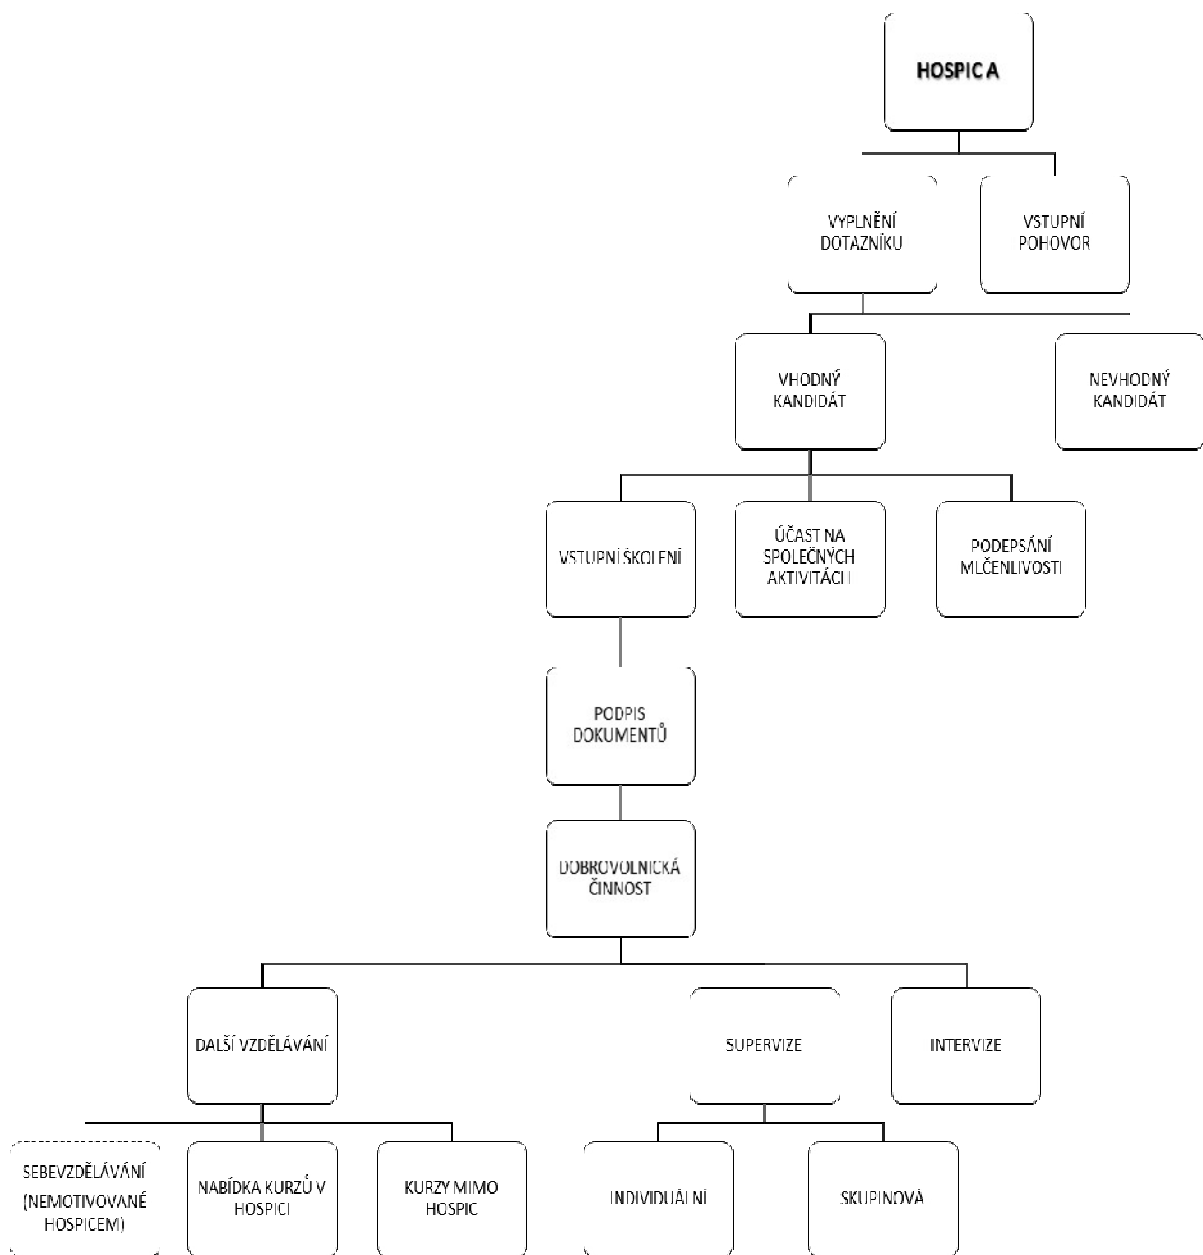 HOSPIC A
VYPLNĚNÍ
DOTAZNÍKU
VSTUPNÍ
POHOVOR
VHODNÝ
KANDIDÁT
NEVHODNÝ
KANDIDÁT
VSTUPNÍ ŠKOLENÍ
ÚČAST NA
SPOLEČNÝCH
AKTIVITÁCH
PODEPSÁNÍ
MLČENLIVOSTI
PODPIS
DOKUMENTŮ
DOBROVOLNICKÁ
ČINNOST
DALŠÍ VZDĚLÁVÁNÍ
SUPERVIZE
INTERVIZE
SEBEVZDĚLÁVÁNÍ
(NEMOTIVOVANÉ
HOSPICEM)
NABÍDKA KURZŮ V
HOSPICI
KURZY MIMO
HOSPIC
INDIVIDUÁLNÍ
SKUPINOVÁ